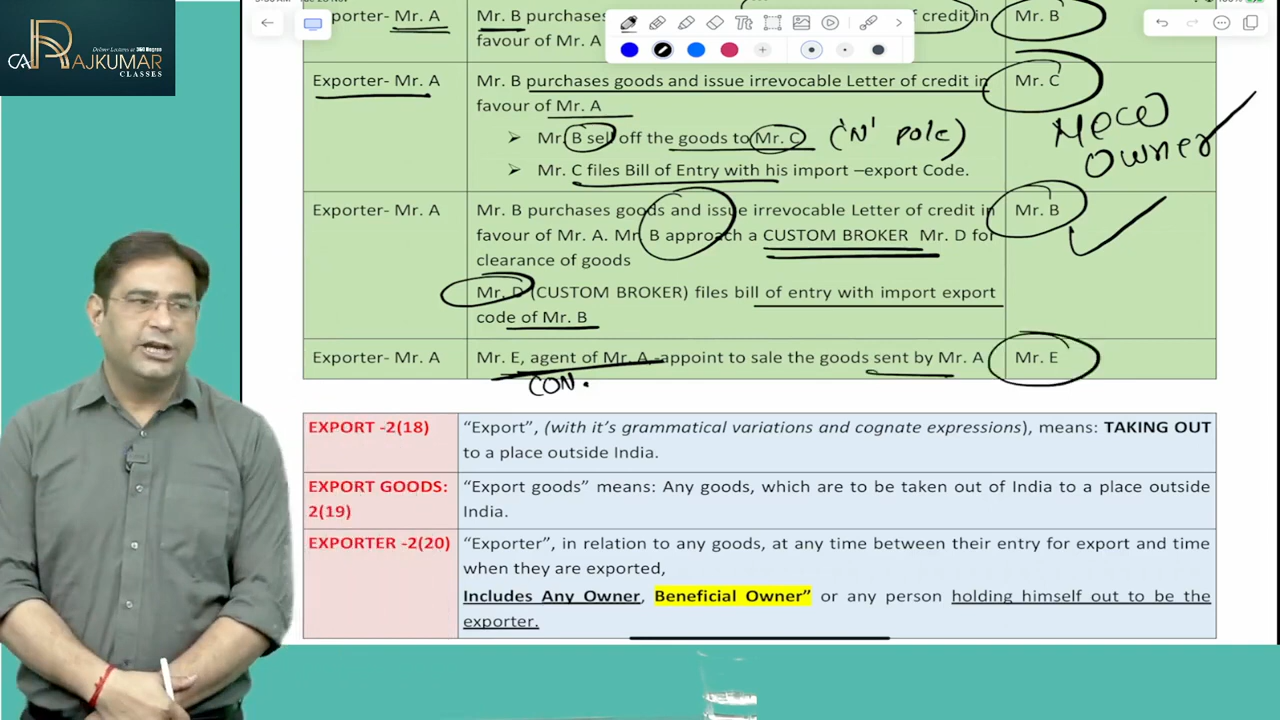 CA RAJKUMAR
Deliver Lectures at 360 Degree
CLASSES
Exporter- Mr. A
Mr. B purchases
of credit in
favour of Mr. A
Mr. B
Exporter- Mr. A
Mr. B purchases goods and issue irrevocable Letter of credit in
favour of Mr. A
➢ Mr. B sell off the goods to Mr. C ('N' pole)
➢ Mr. C files Bill of Entry with his import –export Code.
Mr. C
owner
Exporter- Mr. A
Mr. B purchases goods and issue irrevocable Letter of credit in
favour of Mr. A. Mr. B approach a CUSTOM BROKER Mr. D for
clearance of goods
Mr. D (CUSTOM BROKER) files bill of entry with import export
code of Mr. B
Mr. B
Exporter- Mr. A
Mr. E, agent of Mr. A -appoint to sale the goods sent by Mr. A
CON.
Mr. E
EXPORT -2(18)
“Export”, (with it’s grammatical variations and cognate expressions), means: TAKING OUT
to a place outside India.
EXPORT GOODS:
2(19)
“Export goods” means: Any goods, which are to be taken out of India to a place outside
India.
EXPORTER -2(20)
“Exporter”, in relation to any goods, at any time between their entry for export and time
when they are exported,
Includes Any Owner, Beneficial Owner” or any person holding himself out to be the
exporter.